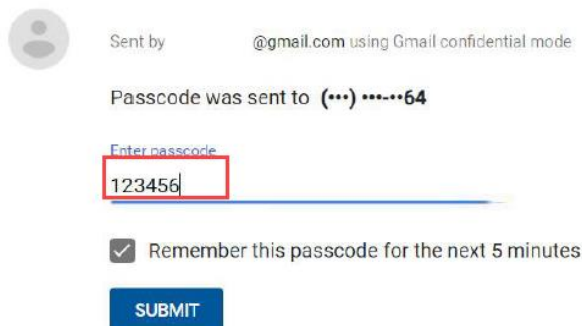 Sent by @gmail.com using Gmail confidential mode
Passcode was sent to (•••) •••-••64
Enter passcode
123456
Remember this passcode for the next 5 minutes
SUBMIT